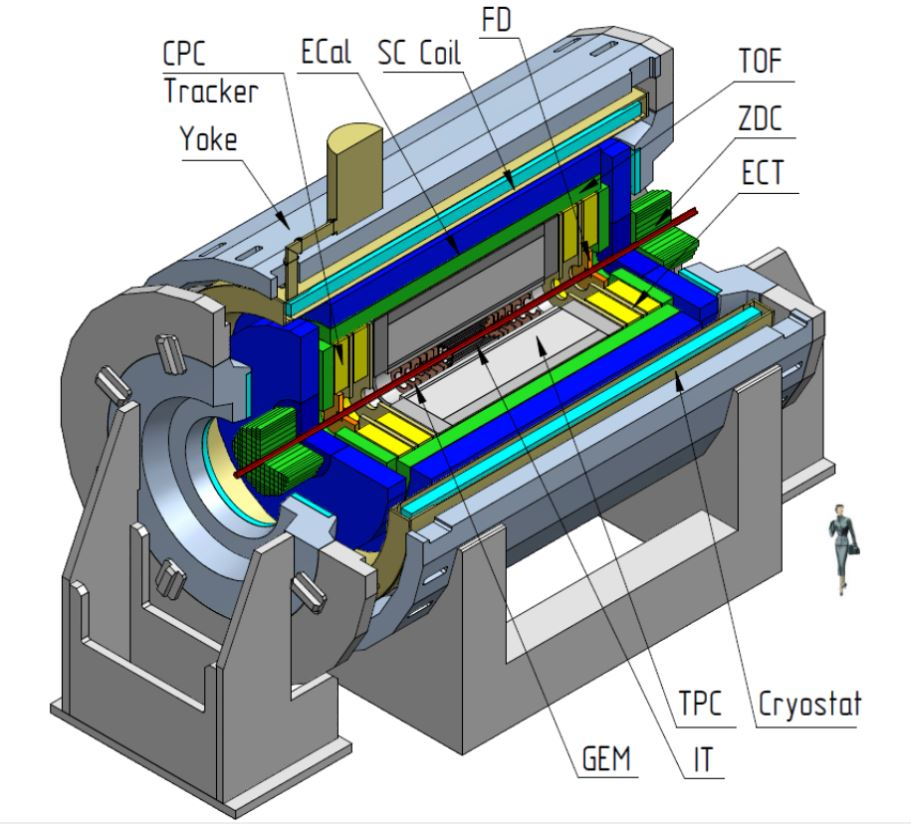 FD
CPC
Tracker
ECal
SC Coil
TOF
Yoke
ZDC
ECT
TPC
Cryostat
GEM
IT